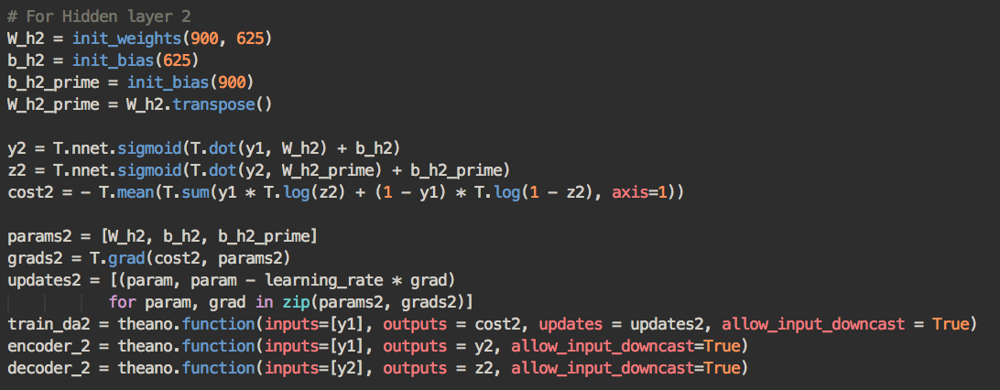 # For Hidden layer 2
W_h2 = init_weights(900, 625)
b_h2 = init_bias(625)
b_h2_prime = init_bias(900)
W_h2_prime = W_h2.transpose()

y2 = T.nnet.sigmoid(T.dot(y1, W_h2) + b_h2)
z2 = T.nnet.sigmoid(T.dot(y2, W_h2_prime) + b_h2_prime)
cost2 = - T.mean(T.sum(y1 * T.log(z2) + (1 - y1) * T.log(1 - z2), axis=1))

params2 = [W_h2, b_h2, b_h2_prime]
grads2 = T.grad(cost2, params2)
updates2 = [(param, param - learning_rate * grad)
           for param, grad in zip(params2, grads2)]
train_da2 = theano.function(inputs=[y1], outputs = cost2, updates = updates2, allow_input_downcast = True)
encoder_2 = theano.function(inputs=[y1], outputs = y2, allow_input_downcast=True)
decoder_2 = theano.function(inputs=[y2], outputs = z2, allow_input_downcast=True)